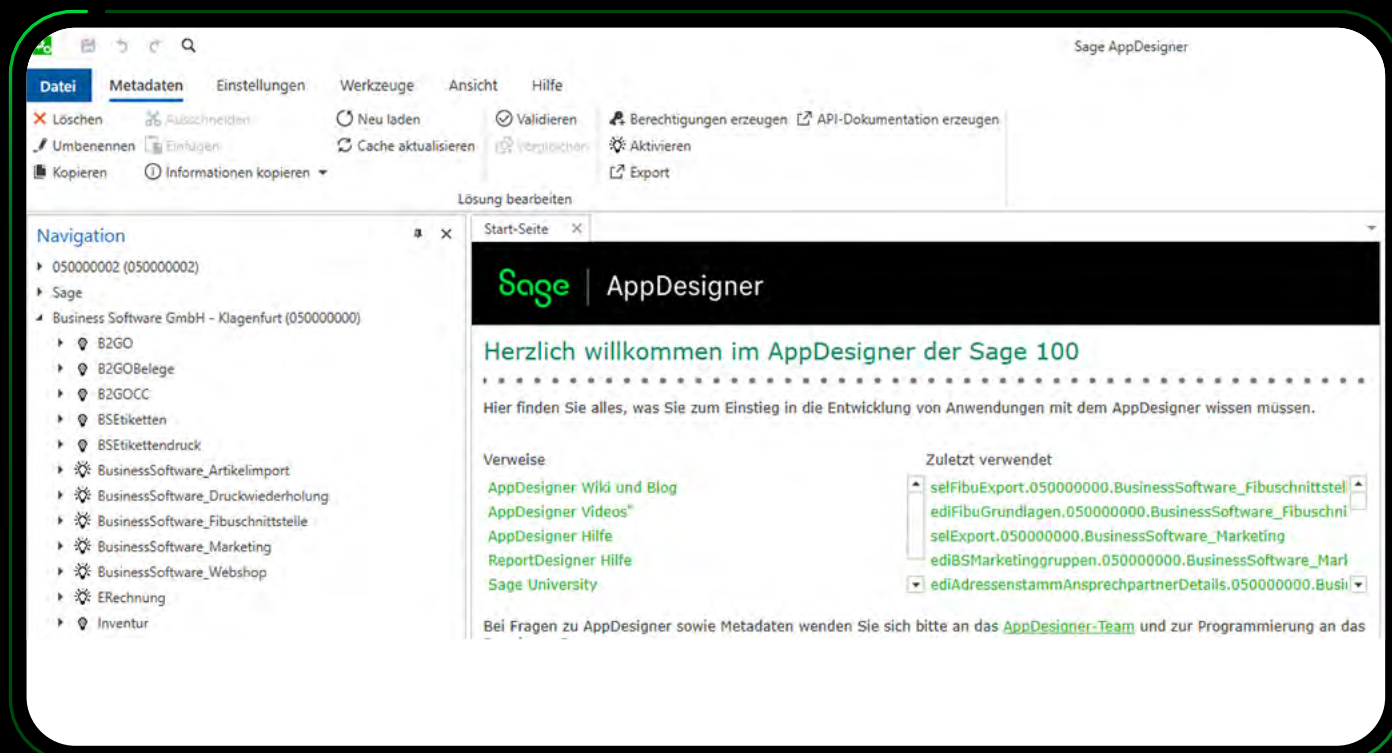 Sage AppDesigner
Datei Metadaten Einstellungen Werkzeuge Ansicht Hilfe
Löschen Ausschneiden Neu laden Validieren Berechtigungen erzeugen API-Dokumentation erzeugen
Umbenennen Einfügen Cache aktualisieren Vergleichen Aktivieren
Kopieren Informationen kopieren Export
Lösung bearbeiten
Navigation
050000002 (050000002)
Sage
Business Software GmbH - Klagenfurt (050000000)
B2GO
B2GOBelege
B2GOCC
BSEtiketten
BSEtikettendruck
BusinessSoftware_Artikelimport
BusinessSoftware_Druckwiederholung
BusinessSoftware_Fibuschnittstelle
BusinessSoftware_Marketing
BusinessSoftware_Webshop
ERechnung
Inventur
Start-Seite
Sage AppDesigner
Herzlich willkommen im AppDesigner der Sage 100
Hier finden Sie alles, was Sie zum Einstieg in die Entwicklung von Anwendungen mit dem AppDesigner wissen müssen.
Verweise
AppDesigner Wiki und Blog
AppDesigner Videos"
AppDesigner Hilfe
ReportDesigner Hilfe
Sage University
Zuletzt verwendet
selFibuExport.050000000.BusinessSoftware_Fibuschnittstell
ediFibuGrundlagen.050000000.BusinessSoftware_Fibuschni
selExport.050000000.BusinessSoftware_Marketing
ediBSMarketinggruppen.050000000.BusinessSoftware_Mark
ediAdressenstammAnsprechpartnerDetails.050000000.Busi
Bei Fragen zu AppDesigner sowie Metadaten wenden Sie sich bitte an das AppDesigner-Team und zur Programmierung an das